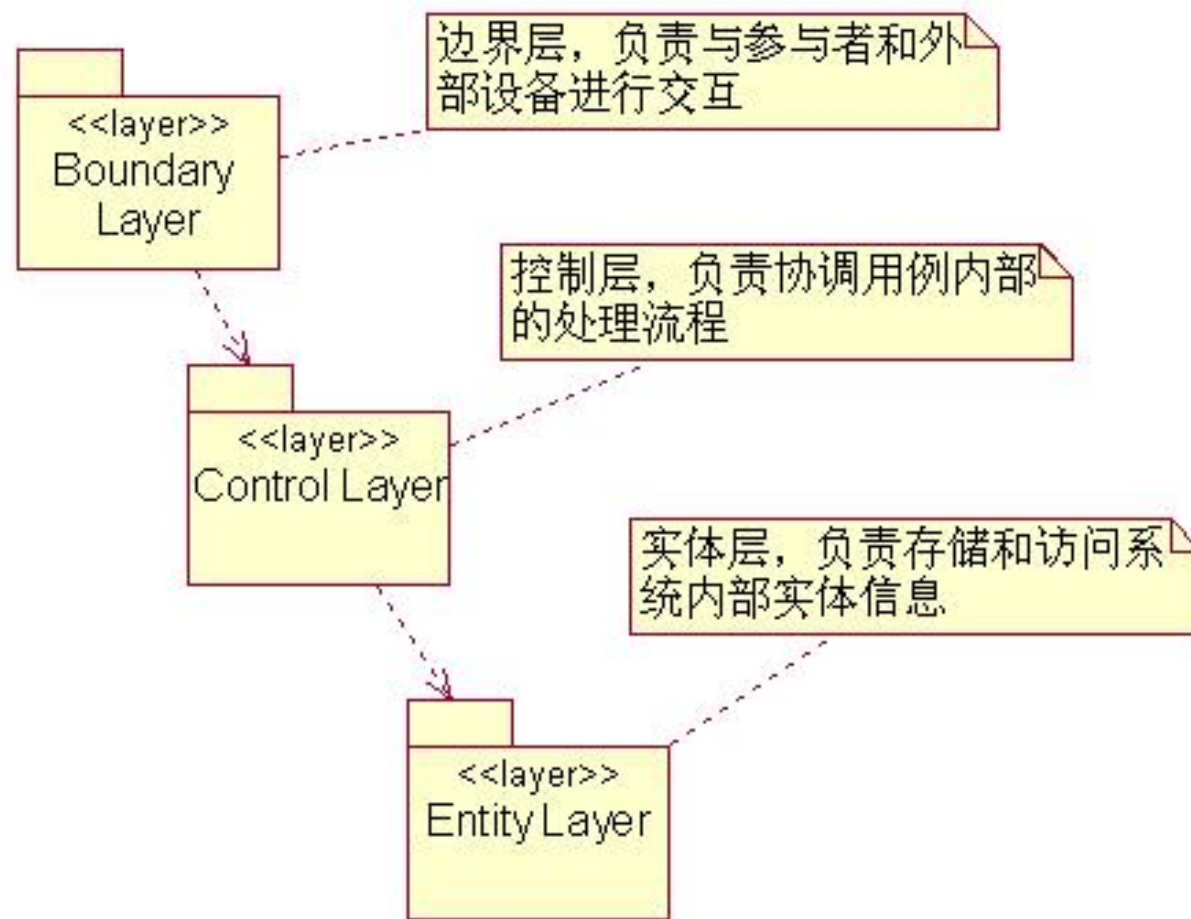 边界层，负责与参与者和外
部设备进行交互
<<layer>>
Boundary
Layer
控制层，负责协调用例内部
的处理流程
<<layer>>
Control Layer
实体层，负责存储和访问系
统内部实体信息
<<layer>>
Entity Layer